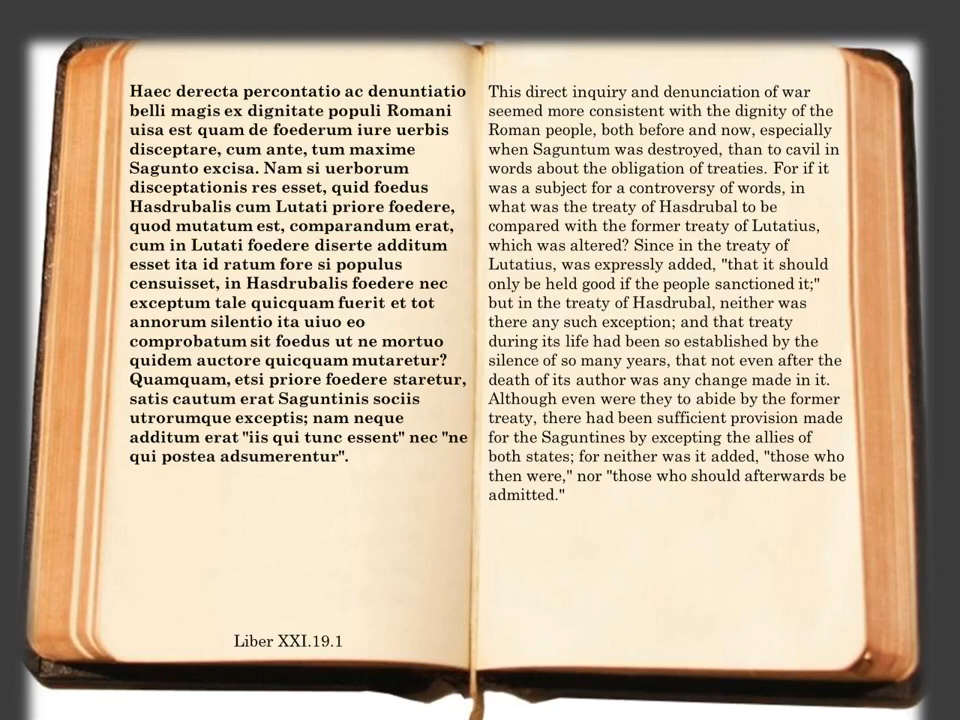 Haec derecta percontatio ac denuntiatio
belli magis ex dignitate populi Romani
uisa est quam de foederum iure uerbis
disceptare, cum ante, tum maxime
Sagunto excisa. Nam si uerborum
disceptationis res esset, quid foedus
Hasdrubalis cum Lutati priore foedere,
quod mutatum est, comparandum erat,
cum in Lutati foedere diserte additum
esset ita id ratum fore si populus
censuisset, in Hasdrubalis foedere nec
exceptum tale quicquam fuerit et tot
annorum silentio ita uiuo eo
comprobatum sit foedus ut ne mortuo
quidem auctore quicquam mutaretur?
Quamquam, etsi priore foedere staretur,
satis cautum erat Saguntinis sociis
utrorumque exceptis; nam neque
additum erat "iis qui tunc essent" nec "ne
qui postea adsumerentur".
Liber XXI.19.1
This direct inquiry and denunciation of war
seemed more consistent with the dignity of the
Roman people, both before and now, especially
when Saguntum was destroyed, than to cavil in
words about the obligation of treaties. For if it
was a subject for a controversy of words, in
what was the treaty of Hasdrubal to be
compared with the former treaty of Lutatius,
which was altered? Since in the treaty of
Lutatius, was expressly added, "that it should
only be held good if the people sanctioned it;"
but in the treaty of Hasdrubal, neither was
there any such exception; and that treaty
during its life had been so established by the
silence of so many years, that not even after the
death of its author was any change made in it.
Although even were they to abide by the former
treaty, there had been sufficient provision made
for the Saguntines by excepting the allies of
both states; for neither was it added, "those who
then were," nor "those who should afterwards be
admitted."